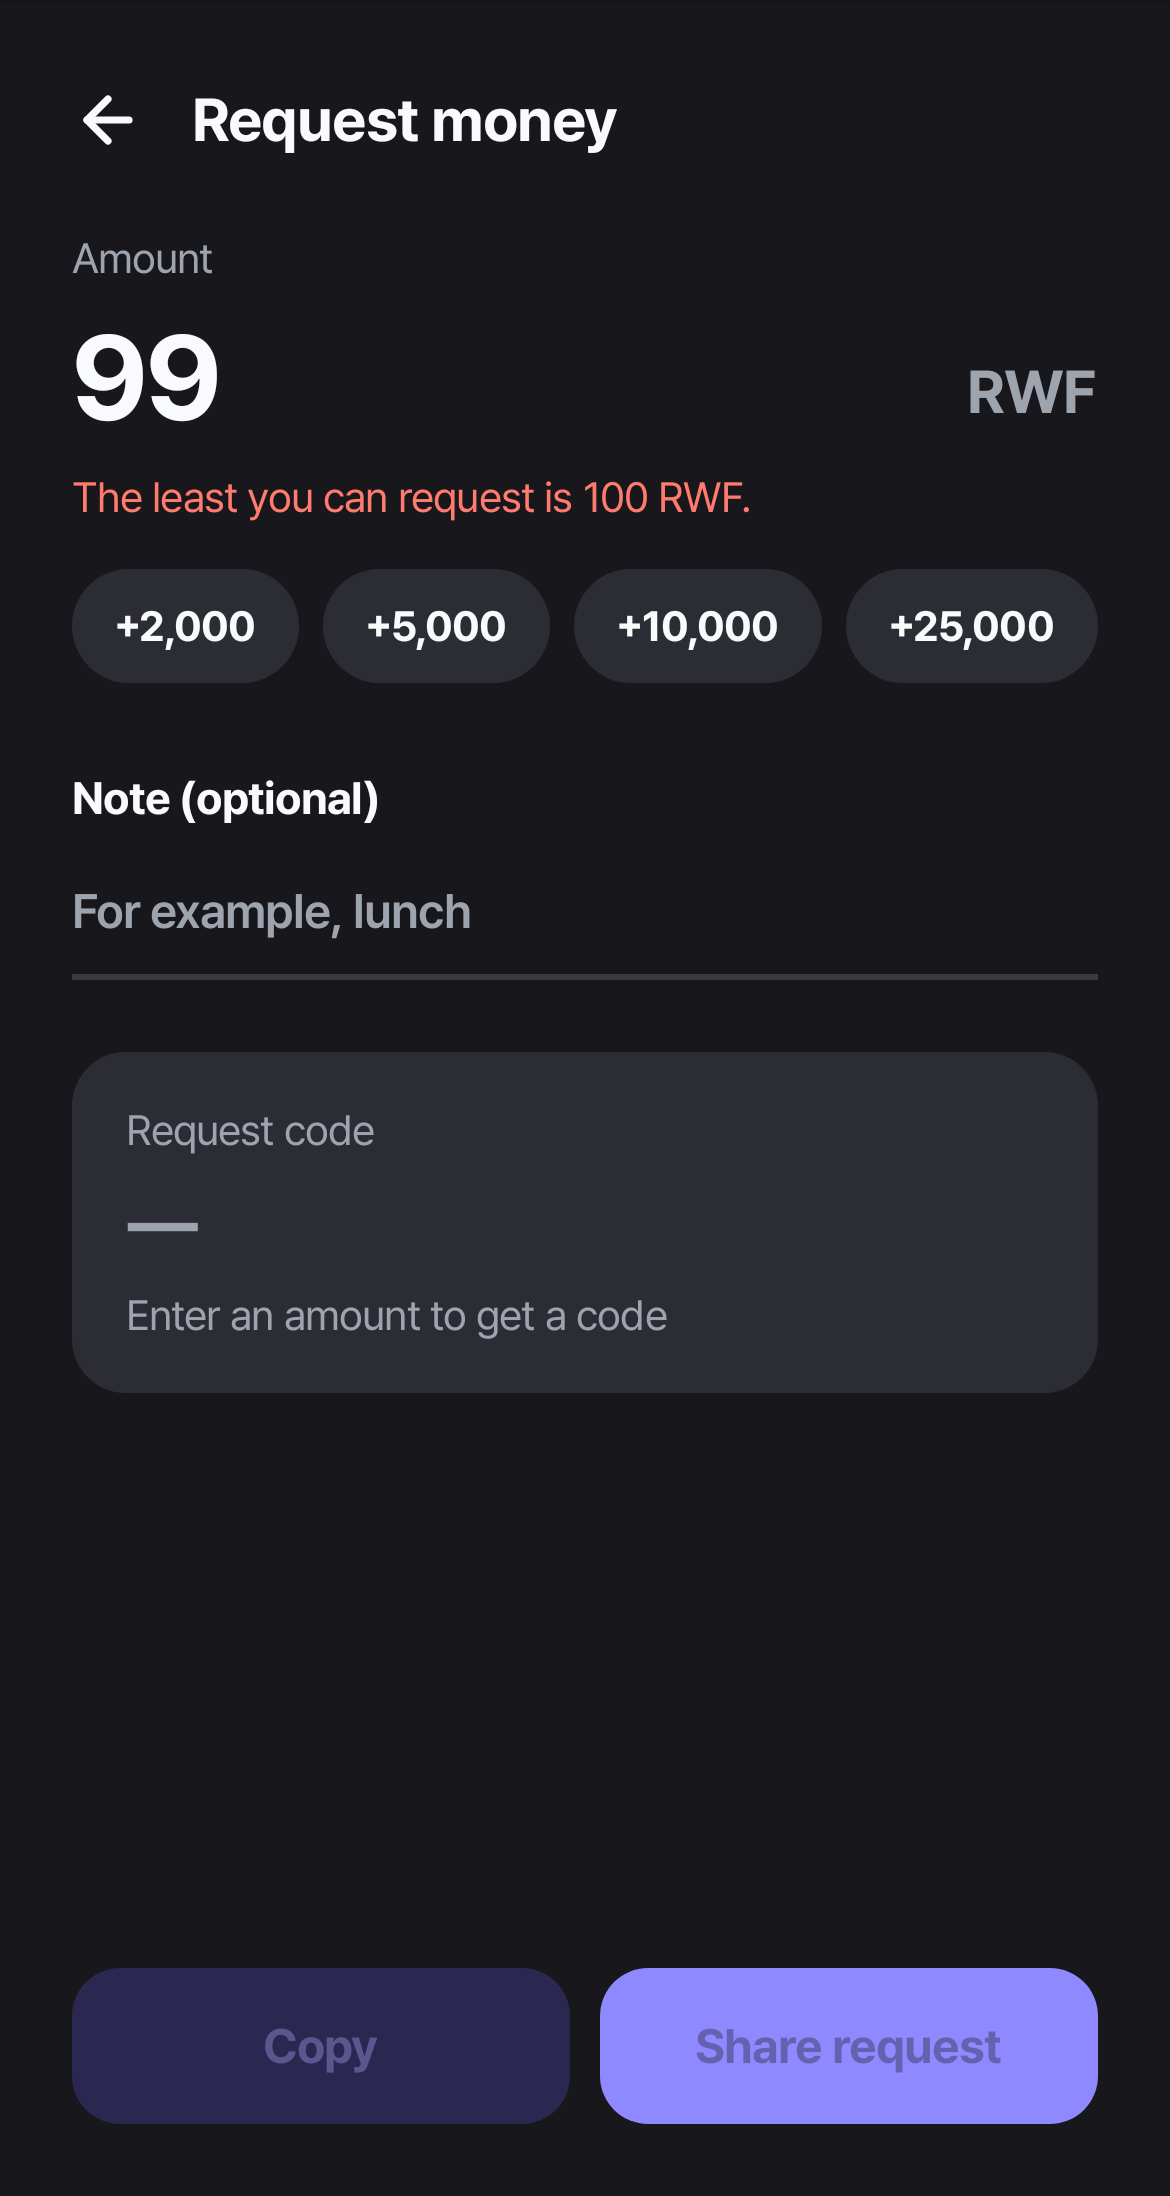 Request money
Amount
99 RWF
The least you can request is 100 RWF.
+2,000 +5,000 +10,000 +25,000
Note (optional)
For example, lunch
Request code
—
Enter an amount to get a code
Copy Share request